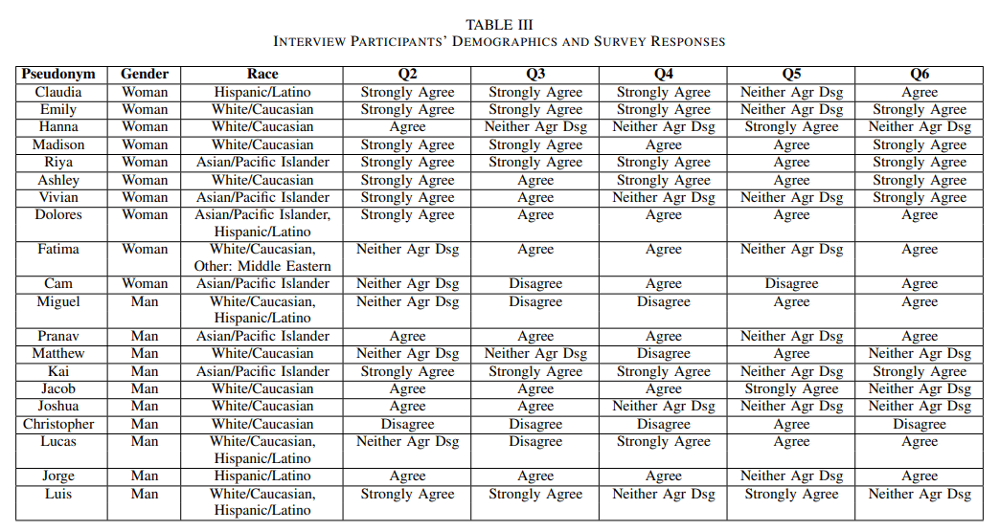 TABLE III
INTERVIEW PARTICIPANTS' DEMOGRAPHICS AND SURVEY RESPONSES
Pseudonym Gender Race Q2 Q3 Q4 Q5 Q6
Claudia Woman Hispanic/Latino Strongly Agree Strongly Agree Strongly Agree Neither Agr Dsg Agree
Emily Woman White/Caucasian Strongly Agree Strongly Agree Strongly Agree Neither Agr Dsg Strongly Agree
Hanna Woman White/Caucasian Agree Neither Agr Dsg Neither Agr Dsg Strongly Agree Neither Agr Dsg
Madison Woman White/Caucasian Strongly Agree Strongly Agree Agree Agree Strongly Agree
Riya Woman Asian/Pacific Islander Strongly Agree Strongly Agree Strongly Agree Agree Strongly Agree
Ashley Woman White/Caucasian Strongly Agree Agree Strongly Agree Agree Strongly Agree
Vivian Woman Asian/Pacific Islander Strongly Agree Agree Neither Agr Dsg Neither Agr Dsg Strongly Agree
Dolores Woman Asian/Pacific Islander, Strongly Agree Agree Agree Agree Agree
Hispanic/Latino
Fatima Woman White/Caucasian, Neither Agr Dsg Agree Agree Neither Agr Dsg Agree
Other: Middle Eastern
Cam Woman Asian/Pacific Islander Neither Agr Dsg Disagree Agree Disagree Agree
Miguel Man White/Caucasian, Neither Agr Dsg Disagree Disagree Agree Agree
Hispanic/Latino
Pranav Man Asian/Pacific Islander Agree Agree Agree Neither Agr Dsg Agree
Matthew Man White/Caucasian Neither Agr Dsg Neither Agr Dsg Disagree Agree Neither Agr Dsg
Kai Man Asian/Pacific Islander Strongly Agree Strongly Agree Strongly Agree Neither Agr Dsg Strongly Agree
Jacob Man White/Caucasian Agree Agree Agree Strongly Agree Neither Agr Dsg
Joshua Man White/Caucasian Agree Agree Neither Agr Dsg Neither Agr Dsg Neither Agr Dsg
Christopher Man White/Caucasian Disagree Disagree Disagree Agree Disagree
Lucas Man White/Caucasian, Neither Agr Dsg Disagree Strongly Agree Agree Agree
Hispanic/Latino
Jorge Man Hispanic/Latino Agree Agree Agree Neither Agr Dsg Agree
Luis Man White/Caucasian, Strongly Agree Strongly Agree Neither Agr Dsg Strongly Agree Neither Agr Dsg
Hispanic/Latino